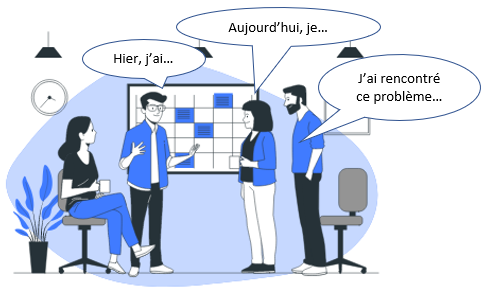 Hier, j’ai…
Aujourd’hui, je…
J’ai rencontré
ce problème…